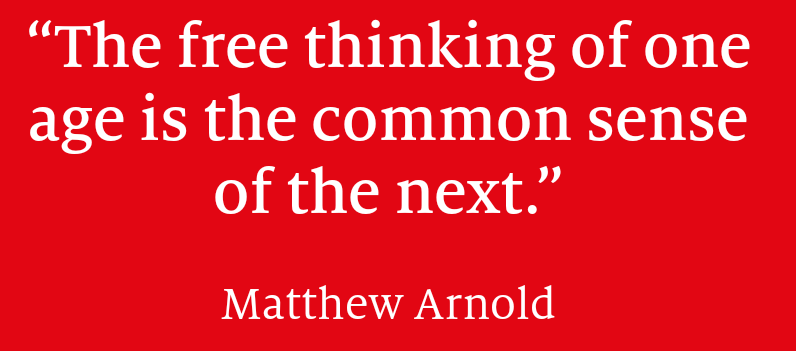 “The free thinking of one
age is the common sense
of the next.”
Matthew Arnold